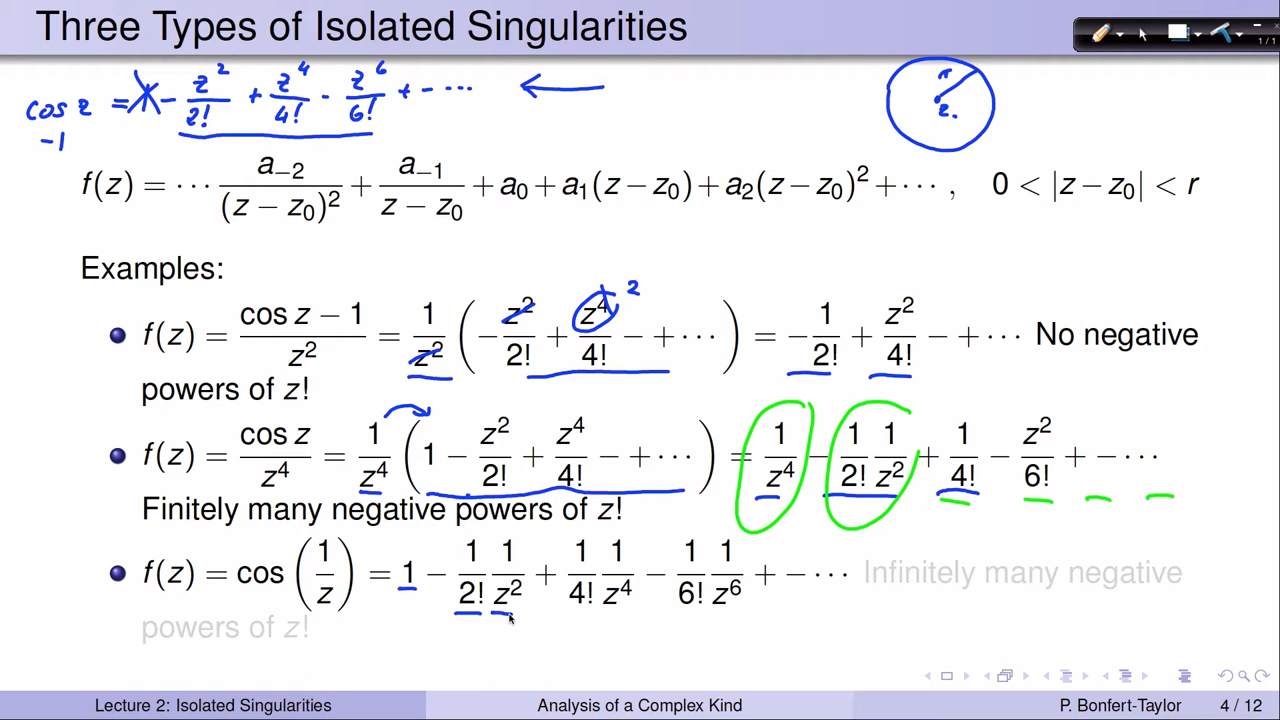 Three Types of Isolated Singularities
1/1
cos z = 1 - z²/2! + z⁴/4! - z⁶/6! + - ···
-1
r
z₀
f(z) = ··· a₋₂/(z − z₀)² + a₋₁/(z − z₀) + a₀ + a₁(z − z₀) + a₂(z − z₀)² + ··· , 0 < |z − z₀| < r
Examples:
2
f(z) = (cos z − 1)/z² = 1/z² (− z²/2! + z⁴/4! − + ···) = − 1/2! + z²/4! − + ··· No negative
powers of z!
f(z) = cos z/z⁴ = 1/z⁴ (1 − z²/2! + z⁴/4! − + ···) = 1/z⁴ − 1/2! 1/z² + 1/4! − z²/6! + − ···
Finitely many negative powers of z!
f(z) = cos (1/z) = 1 − 1/2! 1/z² + 1/4! 1/z⁴ − 1/6! 1/z⁶ + − ··· Infinitely many negative
powers of z!
Lecture 2: Isolated Singularities Analysis of a Complex Kind P. Bonfert-Taylor 4 / 12